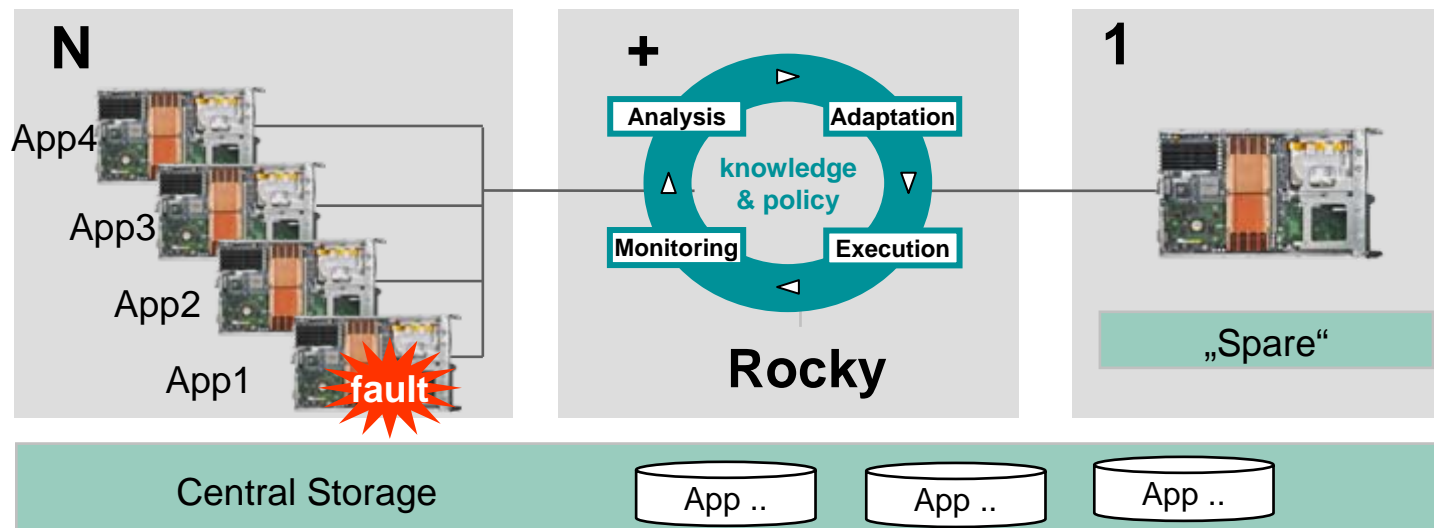 N
+
1
App4
App3
App2
App1
fault
Analysis
Adaptation
knowledge
& policy
Monitoring
Execution
Rocky
„Spare“
Central Storage
App ..
App ..
App ..